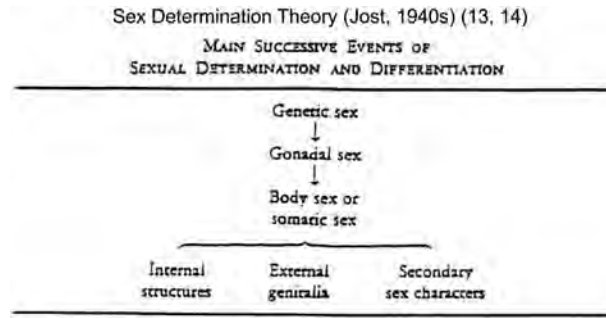 Sex Determination Theory (Jost, 1940s) (13, 14)
MAIN SUCCESSIVE EVENTS OF
SEXUAL DETERMINATION AND DIFFERENTIATION
Genetic sex
Gonadal sex
Body sex or
somatic sex
Internal External Secondary
structures genitalia sex characters